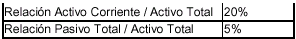 Relación Activo Corriente / Activo Total 20%
Relación Pasivo Total / Activo Total 5%